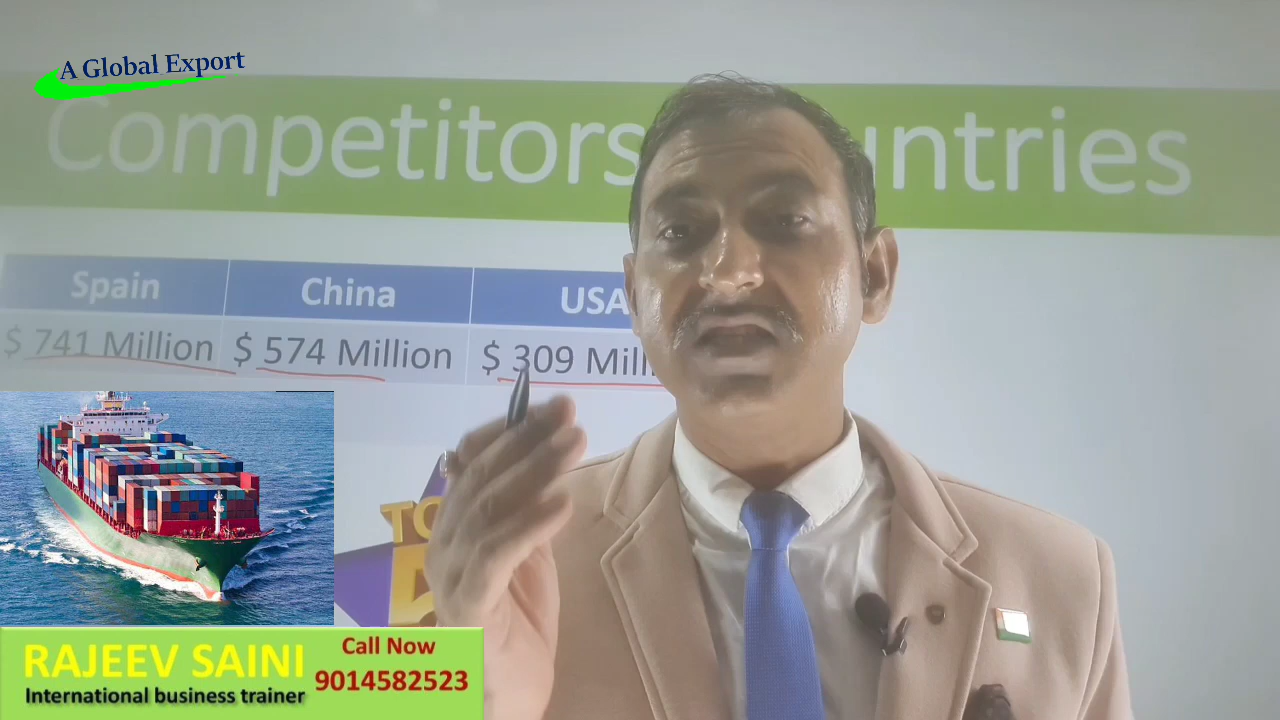 A Global Export
Competitors untries
Spain China USA
$ 741 Million $ 574 Million $ 309 Mill
RAJEEV SAINI
International business trainer
Call Now
9014582523